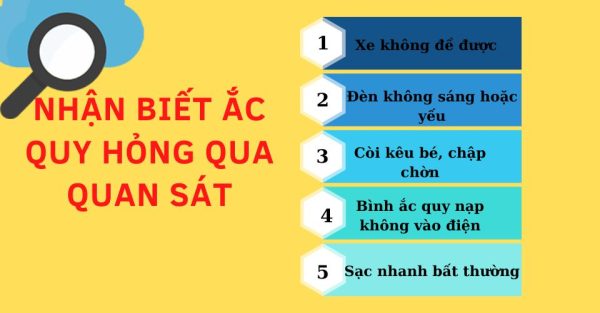 NHẬN BIẾT ẮC
QUY HỎNG QUA
QUAN SÁT
1 Xe không đề được
2 Đèn không sáng hoặc
yếu
3 Còi kêu bé, chập
chờn
4 Bình ắc quy nạp
không vào điện
5 Sạc nhanh bất thường